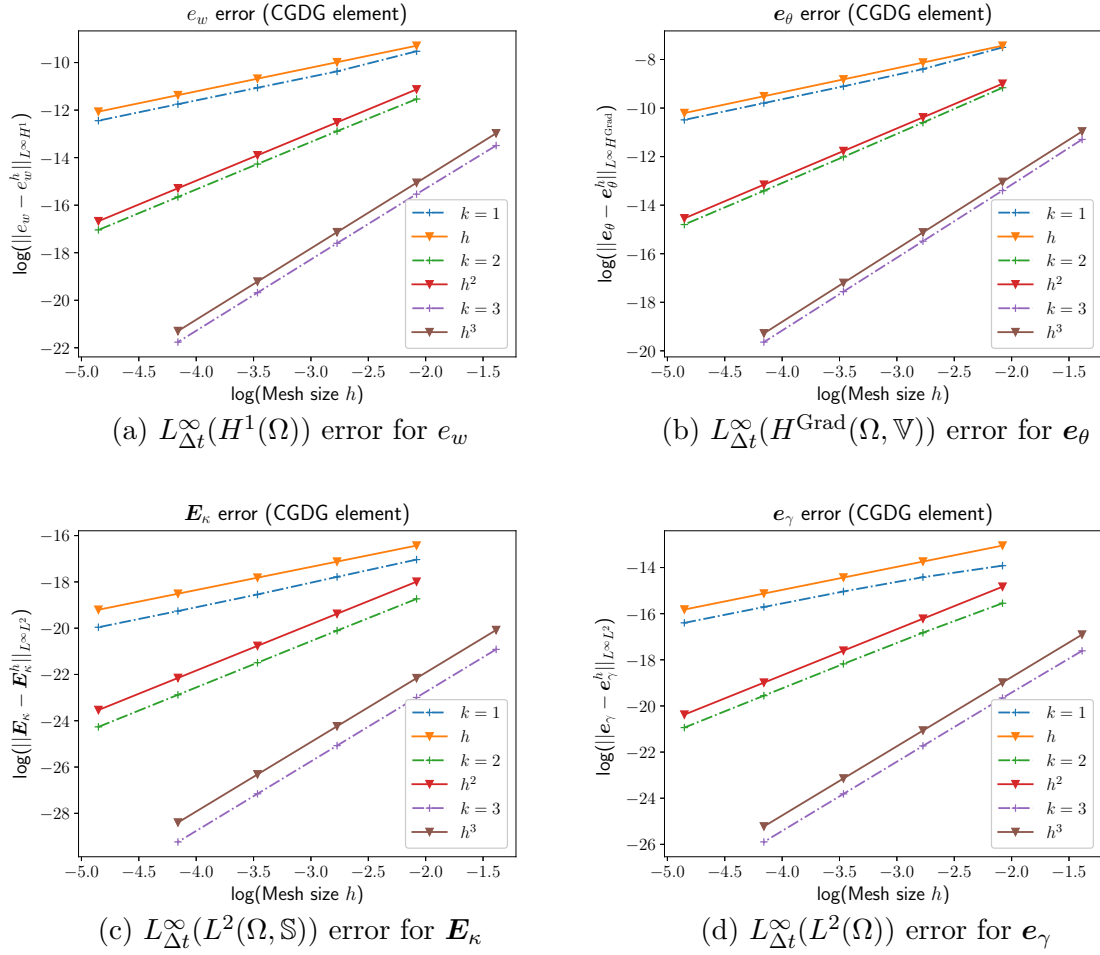 e_w error (CGDG element)
log(||e_w − e_w^h||_{L^∞H^1})
−10
−12
−14
−16
−18
−20
−22
k = 1
h
k = 2
h^2
k = 3
h^3
−5.0 −4.5 −4.0 −3.5 −3.0 −2.5 −2.0 −1.5
log(Mesh size h)
(a) L^∞_{Δt}(H^1(Ω)) error for e_w
e_θ error (CGDG element)
log(||e_θ − e_θ^h||_{L^∞H^{Grad}})
−8
−10
−12
−14
−16
−18
−20
k = 1
h
k = 2
h^2
k = 3
h^3
−5.0 −4.5 −4.0 −3.5 −3.0 −2.5 −2.0 −1.5
log(Mesh size h)
(b) L^∞_{Δt}(H^{Grad}(Ω, 𝕍)) error for e_θ
E_κ error (CGDG element)
log(||E_κ − E_κ^h||_{L^∞L^2})
−16
−18
−20
−22
−24
−26
−28
k = 1
h
k = 2
h^2
k = 3
h^3
−5.0 −4.5 −4.0 −3.5 −3.0 −2.5 −2.0 −1.5
log(Mesh size h)
(c) L^∞_{Δt}(L^2(Ω, 𝕊)) error for E_κ
e_γ error (CGDG element)
log(||e_γ − e_γ^h||_{L^∞L^2})
−14
−16
−18
−20
−22
−24
−26
k = 1
h
k = 2
h^2
k = 3
h^3
−5.0 −4.5 −4.0 −3.5 −3.0 −2.5 −2.0 −1.5
log(Mesh size h)
(d) L^∞_{Δt}(L^2(Ω)) error for e_γ